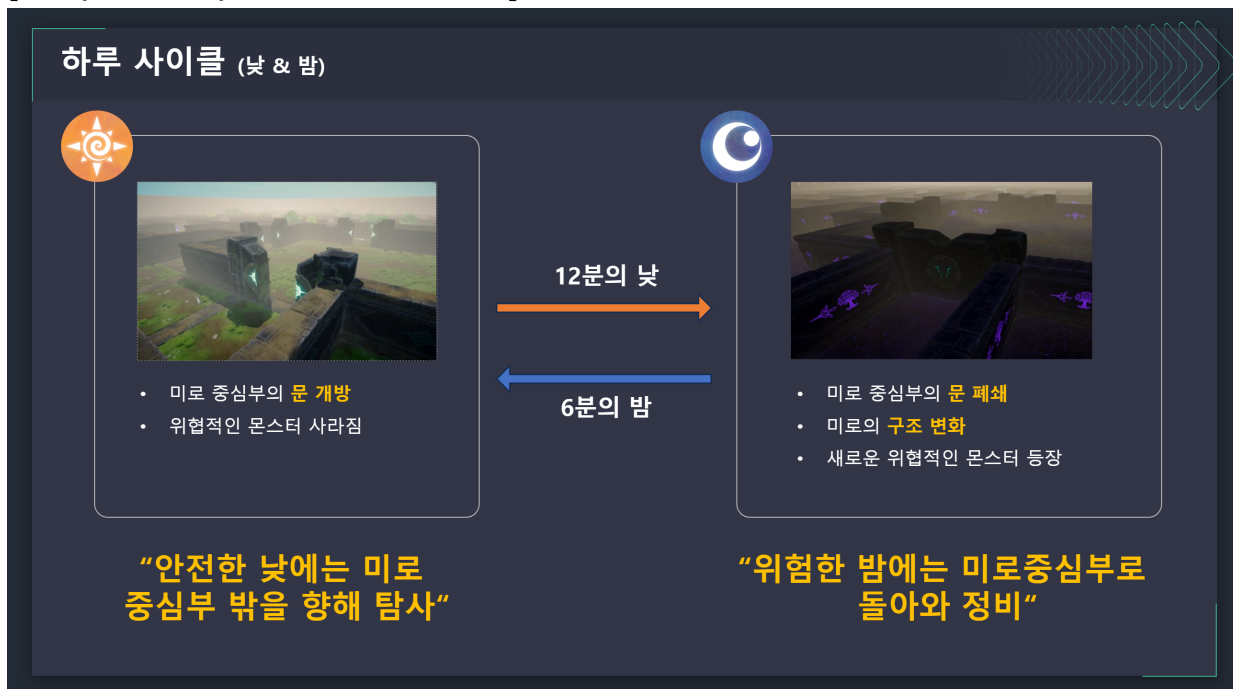 하루 사이클 (낮 & 밤)
12분의 낮
6분의 밤
• 미로 중심부의 문 개방
• 위협적인 몬스터 사라짐
• 미로 중심부의 문 폐쇄
• 미로의 구조 변화
• 새로운 위협적인 몬스터 등장
“안전한 낮에는 미로
중심부 밖을 향해 탐사“
“위험한 밤에는 미로중심부로
돌아와 정비“